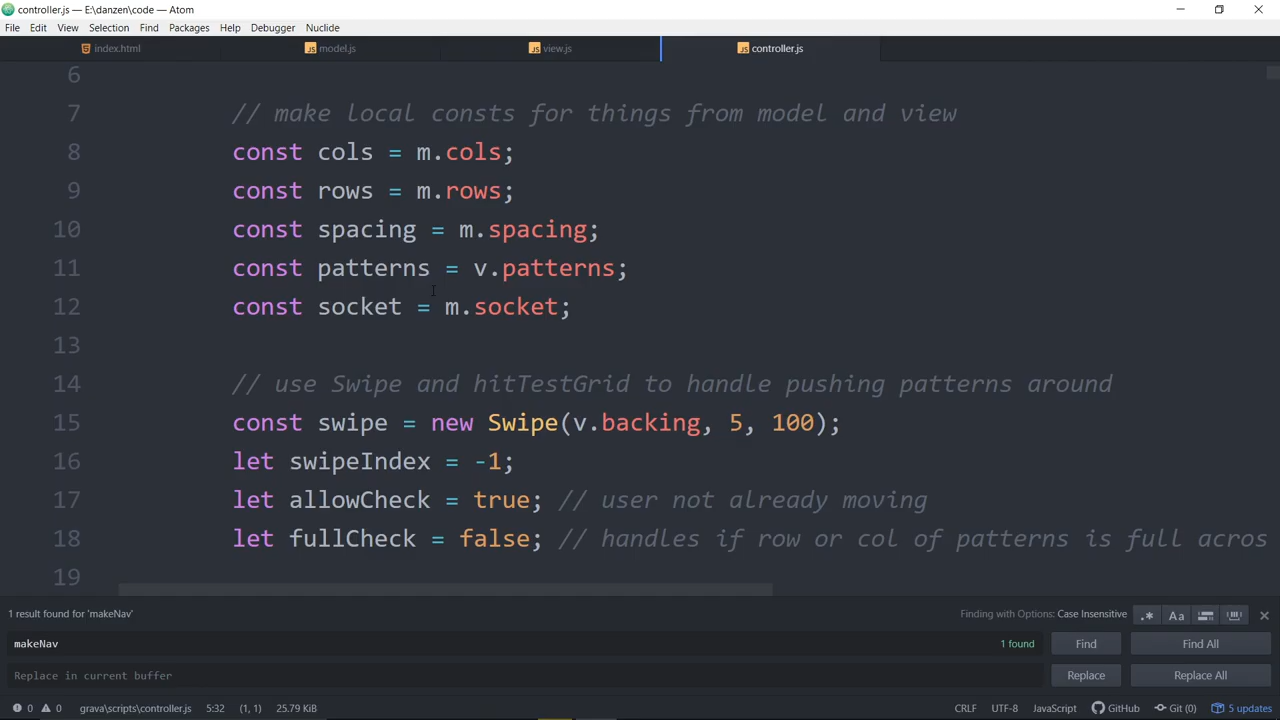 controller.js — E:\danzen\code — Atom
File Edit View Selection Find Packages Help Debugger Nuclide
index.html model.js view.js controller.js
6
7 // make local consts for things from model and view
8 const cols = m.cols;
9 const rows = m.rows;
10 const spacing = m.spacing;
11 const patterns = v.patterns;
12 const socket = m.socket;
13
14 // use Swipe and hitTestGrid to handle pushing patterns around
15 const swipe = new Swipe(v.backing, 5, 100);
16 let swipeIndex = -1;
17 let allowCheck = true; // user not already moving
18 let fullCheck = false; // handles if row or col of patterns is full acros
19
1 result found for 'makeNav' Finding with Options: Case Insensitive .* Aa
makeNav 1 found Find Find All
Replace in current buffer Replace Replace All
0 0 grava\scripts\controller.js 5:32 (1, 1) 25.79 KiB CRLF UTF-8 JavaScript GitHub Git (0) 5 updates